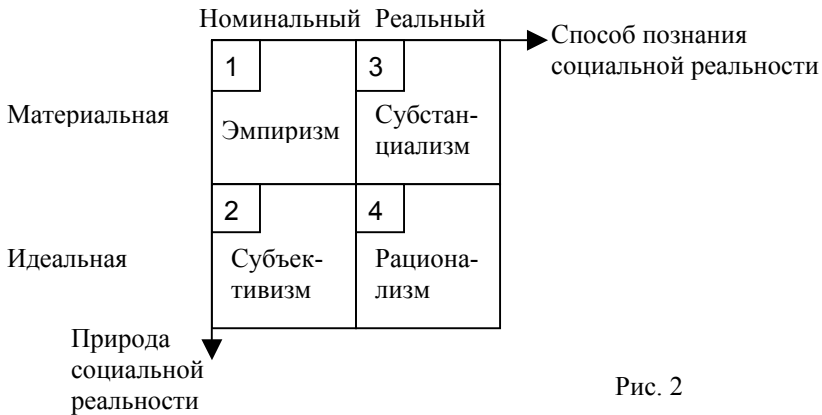 Номинальный Реальный
Способ познания
социальной реальности
1
3
Материальная
Эмпиризм
Субстан-
циализм
2
4
Идеальная
Субъек-
тивизм
Рациона-
лизм
Природа
социальной
реальности
Рис. 2